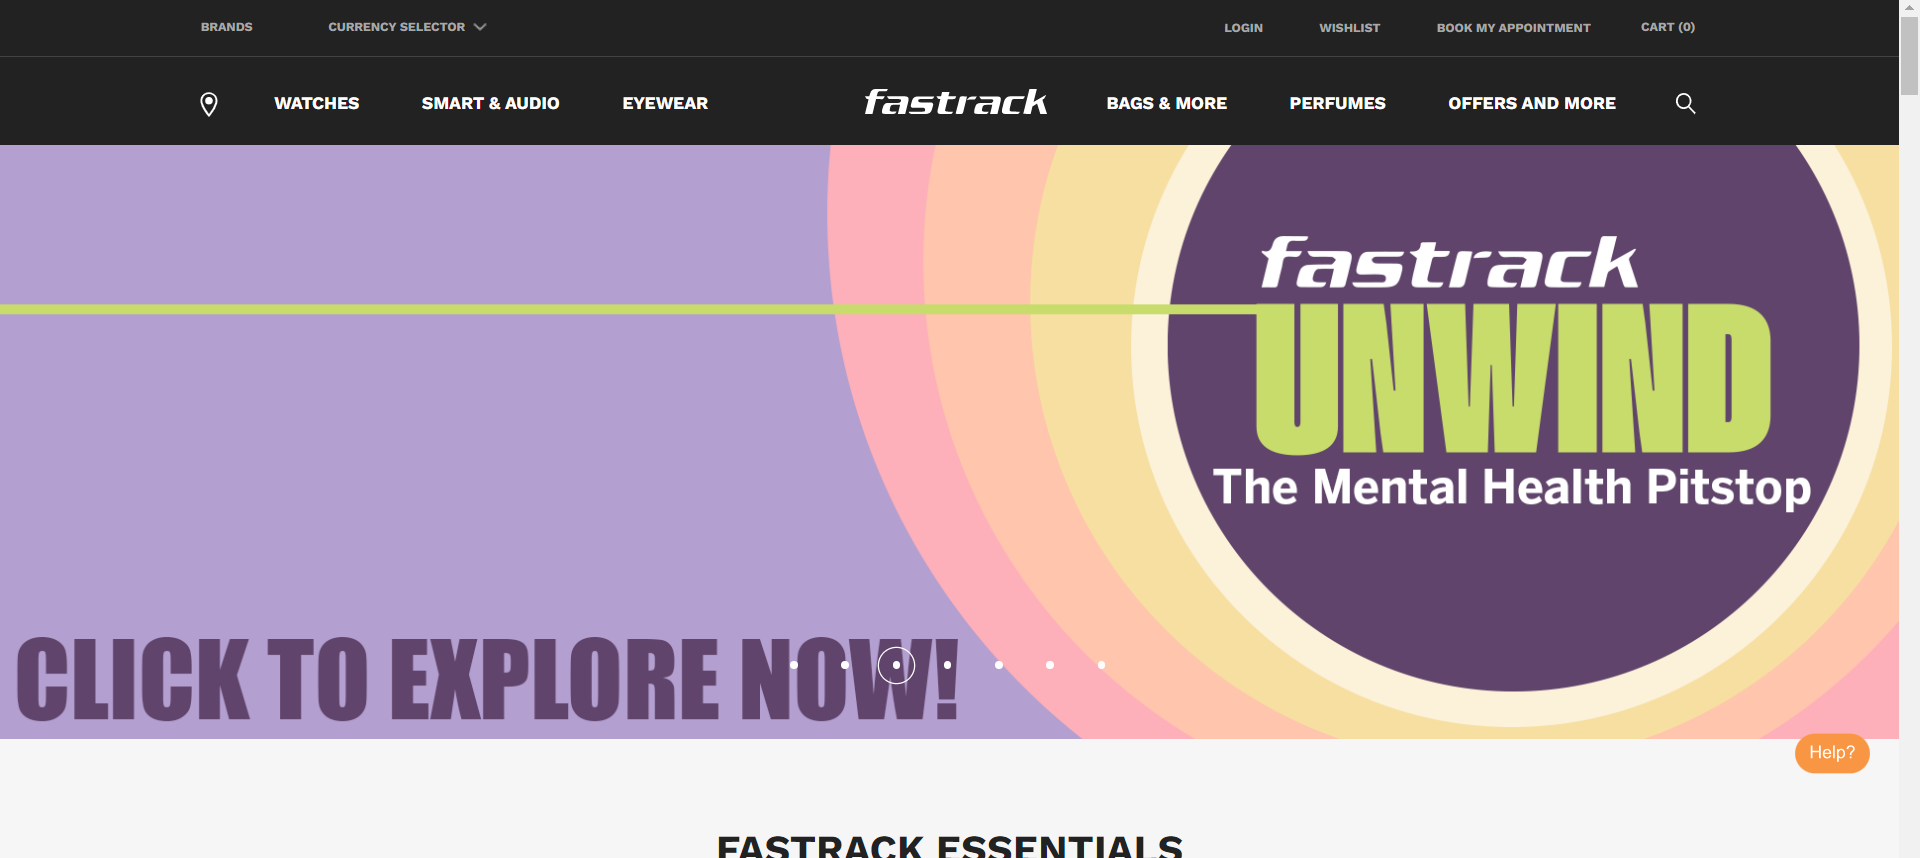 BRANDS CURRENCY SELECTOR LOGIN WISHLIST BOOK MY APPOINTMENT CART (0)
WATCHES SMART & AUDIO EYEWEAR fastrack BAGS & MORE PERFUMES OFFERS AND MORE
fastrack
UNWIND
The Mental Health Pitstop
CLICK TO EXPLORE NOW!
Help?
FASTRACK ESSENTIALS